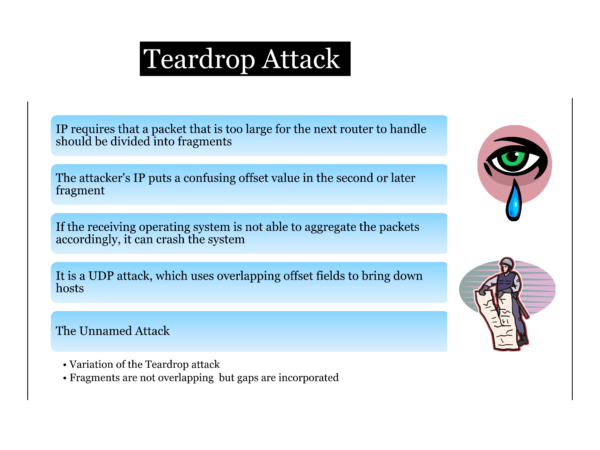 Teardrop Attack
IP requires that a packet that is too large for the next router to handle
should be divided into fragments
The attacker's IP puts a confusing offset value in the second or later
fragment
If the receiving operating system is not able to aggregate the packets
accordingly, it can crash the system
It is a UDP attack, which uses overlapping offset fields to bring down
hosts
The Unnamed Attack
• Variation of the Teardrop attack
• Fragments are not overlapping but gaps are incorporated